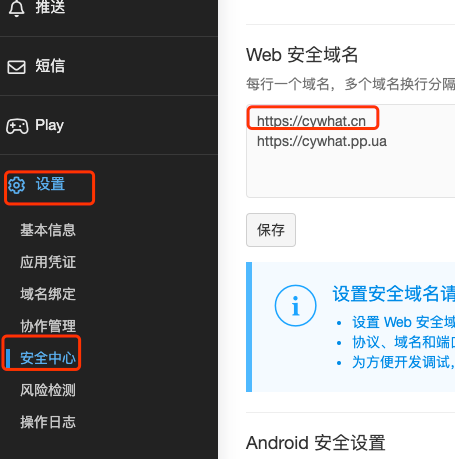 推送
短信
Play
设置
基本信息
应用凭证
域名绑定
协作管理
安全中心
风险检测
操作日志
Web 安全域名
每行一个域名，多个域名换行分隔
https://cywhat.cn
https://cywhat.pp.ua
保存
设置安全域名请
设置 Web 安全域
协议、域名和端口
为方便开发调试，
Android 安全设置